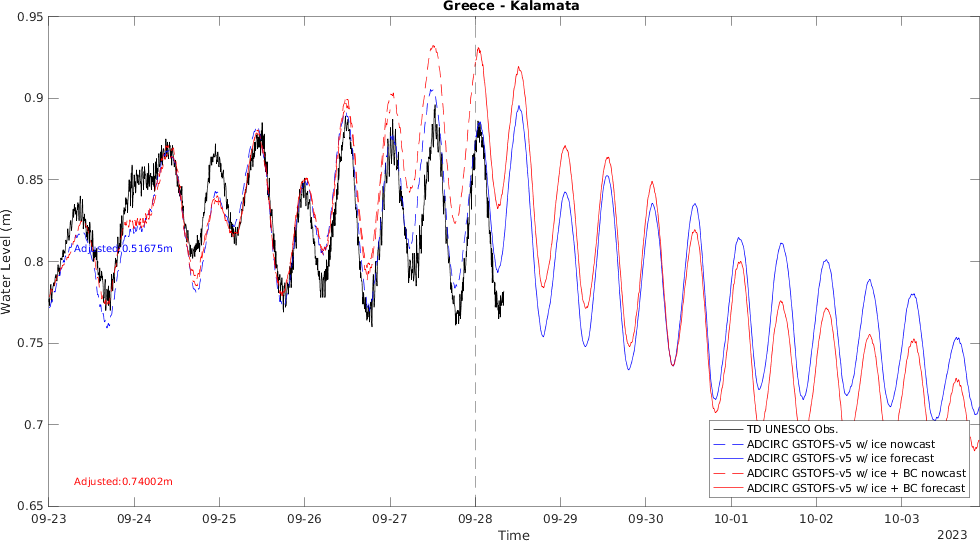 Greece - Kalamata
0.95
0.9
0.85
0.8
0.75
0.7
0.65
Water Level (m)
Adjusted:0.51675m
Adjusted:0.74002m
TD UNESCO Obs.
ADCIRC GSTOFS-v5 w/ ice nowcast
ADCIRC GSTOFS-v5 w/ ice forecast
ADCIRC GSTOFS-v5 w/ ice + BC nowcast
ADCIRC GSTOFS-v5 w/ ice + BC forecast
09-23 09-24 09-25 09-26 09-27 09-28 09-29 09-30 10-01 10-02 10-03
Time
2023